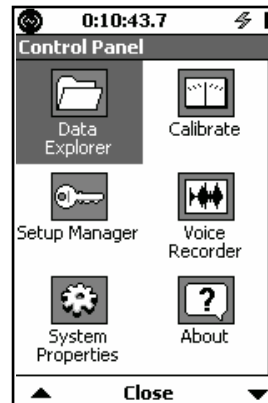 0:10:43.7
Control Panel
Data
Explorer
Calibrate
Setup Manager
Voice
Recorder
System
Properties
?
About
Close